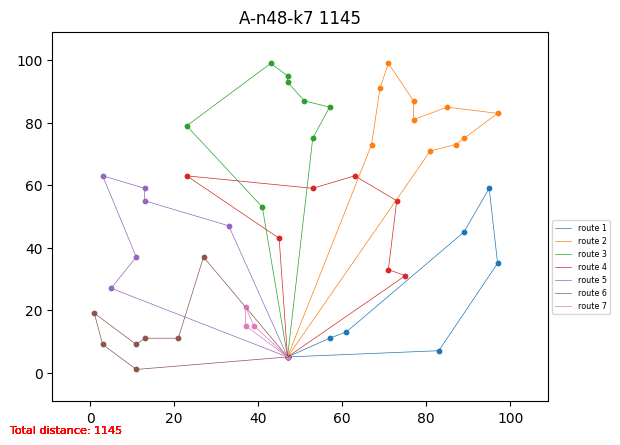 A-n48-k7 1145
100
80
60
40
20
0
0 20 40 60 80 100
route 1
route 2
route 3
route 4
route 5
route 6
route 7
Total distance: 1145